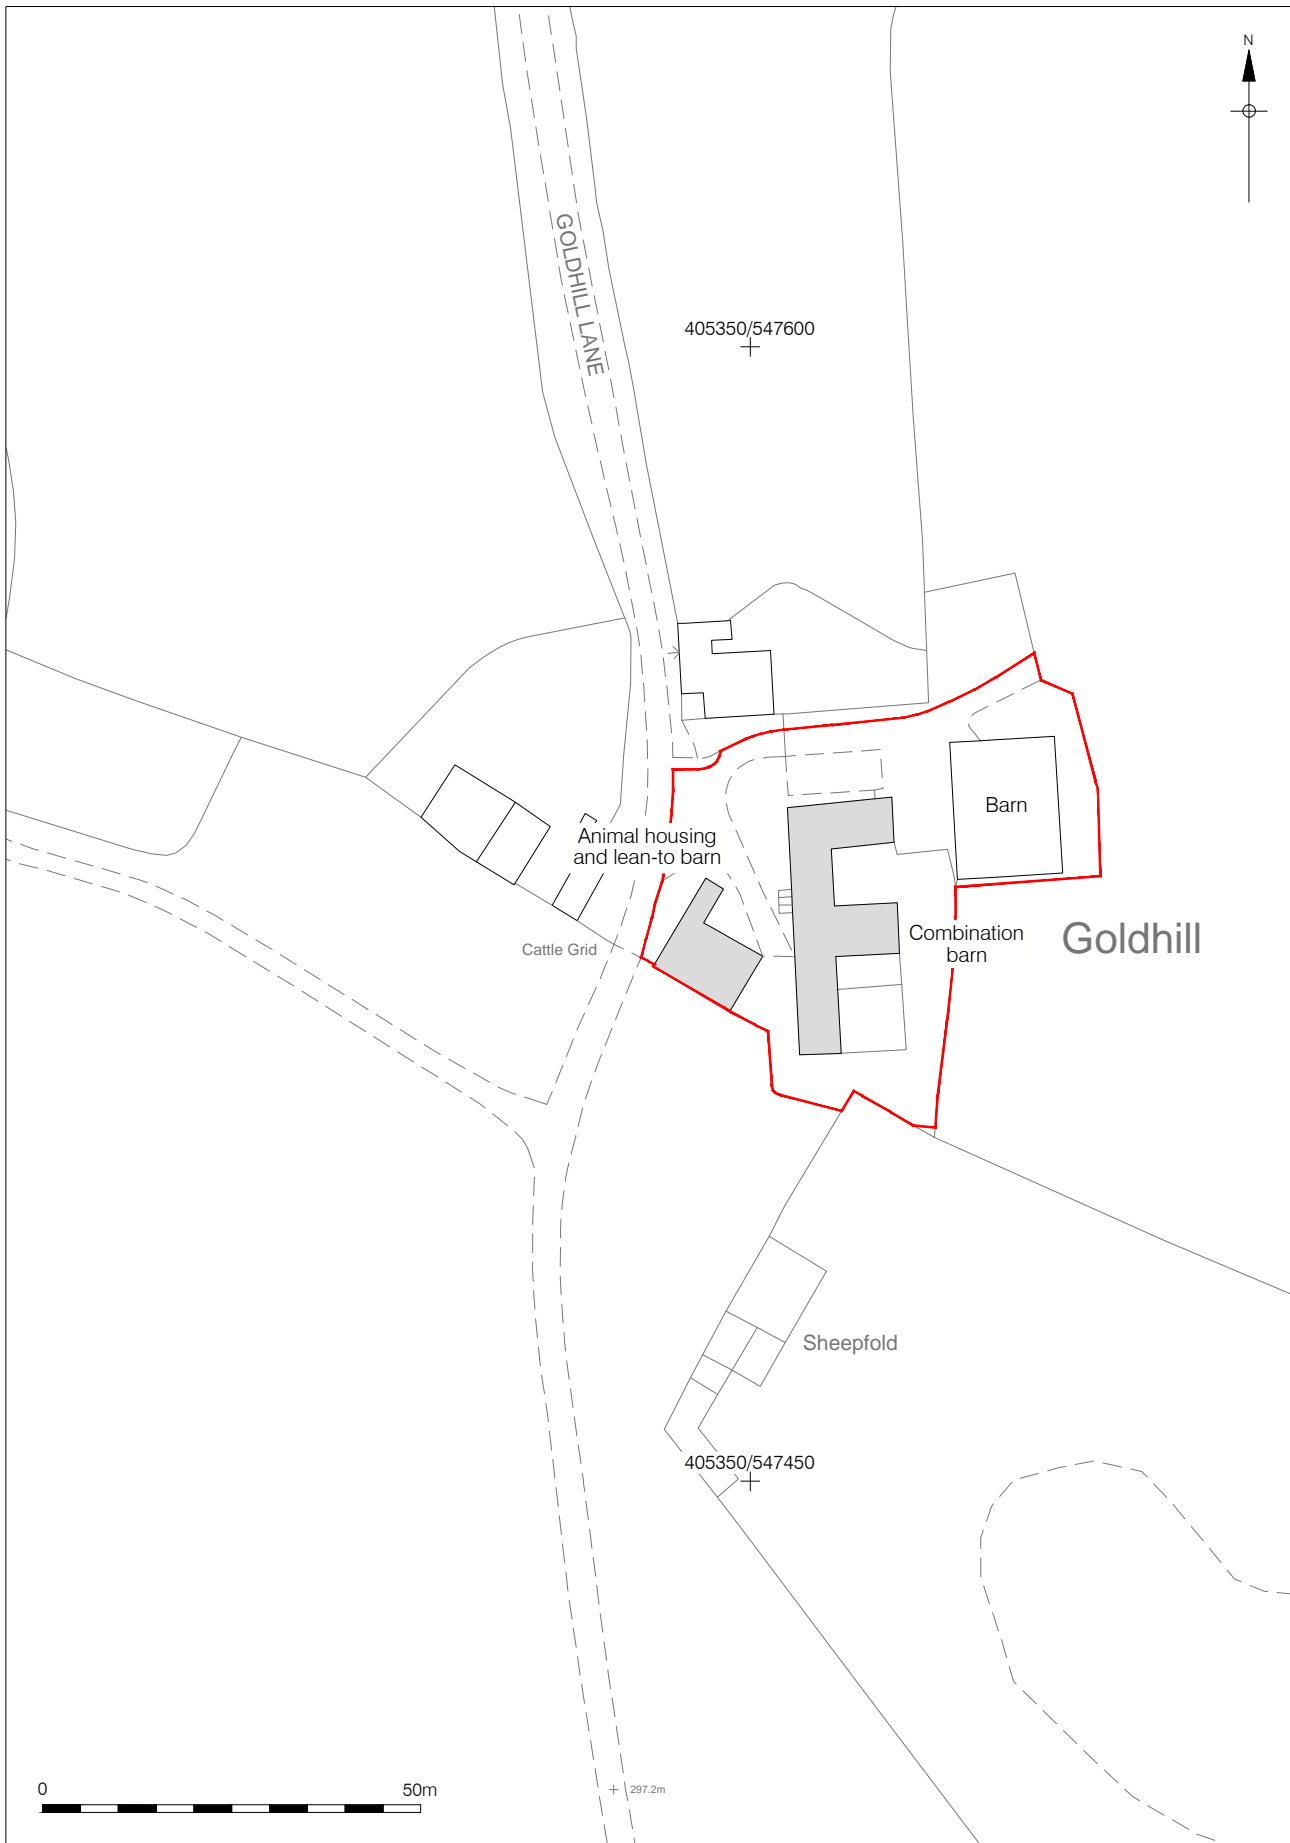 N
GOLDHILL LANE
405350/547600
Barn
Animal housing
and lean-to barn
Combination
barn
Goldhill
Cattle Grid
Sheepfold
405350/547450
0
50m
297.2m